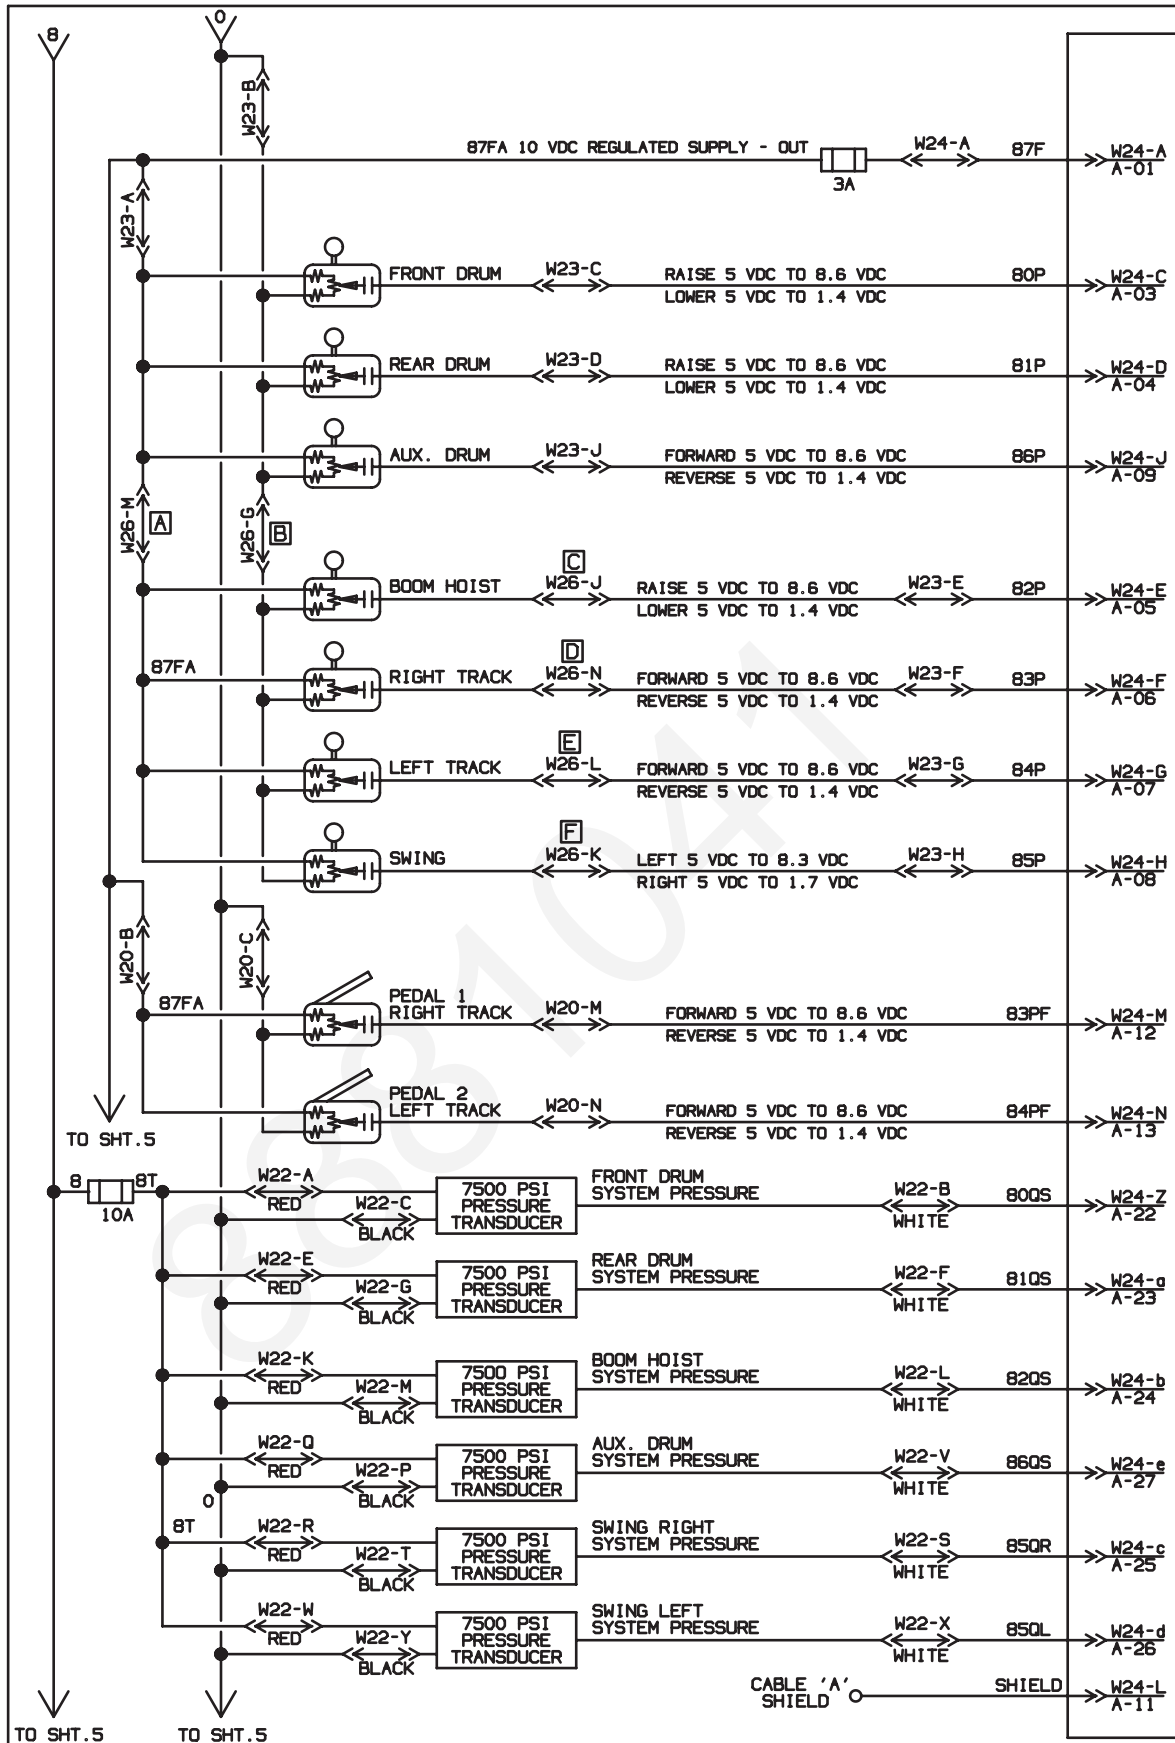 8
0
W23-B
87FA 10 VDC REGULATED SUPPLY - OUT
3A
W24-A
87F
W24-A
A-01
W23-A
FRONT DRUM
W23-C
RAISE 5 VDC TO 8.6 VDC
LOWER 5 VDC TO 1.4 VDC
80P
W24-C
A-03
REAR DRUM
W23-D
RAISE 5 VDC TO 8.6 VDC
LOWER 5 VDC TO 1.4 VDC
81P
W24-D
A-04
AUX. DRUM
W23-J
FORWARD 5 VDC TO 8.6 VDC
REVERSE 5 VDC TO 1.4 VDC
86P
W24-J
A-09
W26-M
A
W26-G
B
BOOM HOIST
C
W26-J
RAISE 5 VDC TO 8.6 VDC
LOWER 5 VDC TO 1.4 VDC
W23-E
82P
W24-E
A-05
87FA
RIGHT TRACK
D
W26-N
FORWARD 5 VDC TO 8.6 VDC
REVERSE 5 VDC TO 1.4 VDC
W23-F
83P
W24-F
A-06
LEFT TRACK
E
W26-L
FORWARD 5 VDC TO 8.6 VDC
REVERSE 5 VDC TO 1.4 VDC
W23-G
84P
W24-G
A-07
SWING
F
W26-K
LEFT 5 VDC TO 8.3 VDC
RIGHT 5 VDC TO 1.7 VDC
W23-H
85P
W24-H
A-08
W20-B
W20-C
87FA
PEDAL 1
RIGHT TRACK
W20-M
FORWARD 5 VDC TO 8.6 VDC
REVERSE 5 VDC TO 1.4 VDC
83PF
W24-M
A-12
PEDAL 2
LEFT TRACK
W20-N
FORWARD 5 VDC TO 8.6 VDC
REVERSE 5 VDC TO 1.4 VDC
84PF
W24-N
A-13
TO SHT.5
8
10A
8T
W22-A
RED
W22-C
BLACK
7500 PSI
PRESSURE
TRANSDUCER
FRONT DRUM
SYSTEM PRESSURE
W22-B
WHITE
80QS
W24-Z
A-22
W22-E
RED
W22-G
BLACK
7500 PSI
PRESSURE
TRANSDUCER
REAR DRUM
SYSTEM PRESSURE
W22-F
WHITE
81QS
W24-a
A-23
W22-K
RED
W22-M
BLACK
7500 PSI
PRESSURE
TRANSDUCER
BOOM HOIST
SYSTEM PRESSURE
W22-L
WHITE
82QS
W24-b
A-24
W22-Q
RED
W22-P
BLACK
7500 PSI
PRESSURE
TRANSDUCER
AUX. DRUM
SYSTEM PRESSURE
W22-V
WHITE
86QS
W24-e
A-27
0
8T
W22-R
RED
W22-T
BLACK
7500 PSI
PRESSURE
TRANSDUCER
SWING RIGHT
SYSTEM PRESSURE
W22-S
WHITE
85QR
W24-c
A-25
W22-W
RED
W22-Y
BLACK
7500 PSI
PRESSURE
TRANSDUCER
SWING LEFT
SYSTEM PRESSURE
W22-X
WHITE
85QL
W24-d
A-26
CABLE 'A'
SHIELD
SHIELD
W24-L
A-11
TO SHT.5
TO SHT.5
8881041